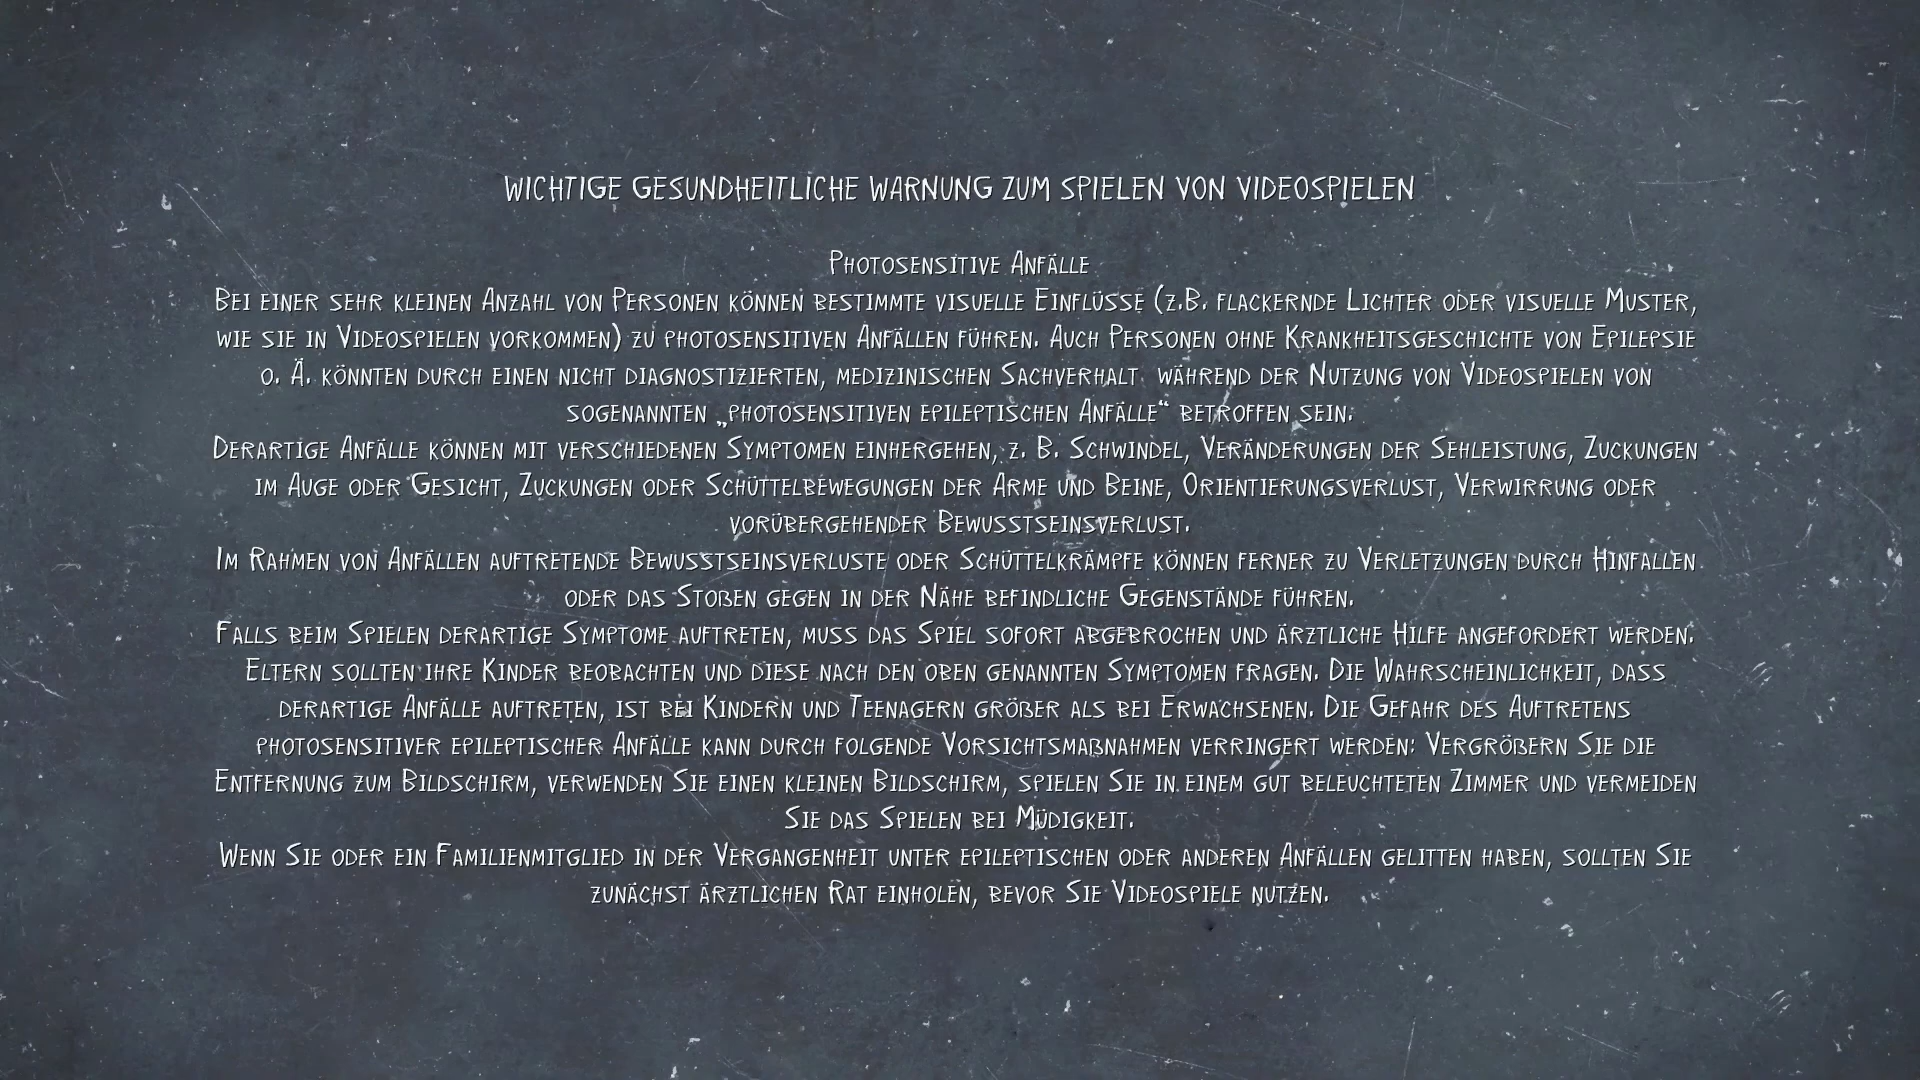 WICHTIGE GESUNDHEITLICHE WARNUNG ZUM SPIELEN VON VIDEOSPIELEN
Photosensitive Anfälle
Bei einer sehr kleinen Anzahl von Personen können bestimmte visuelle Einflüsse (z.B. flackernde Lichter oder visuelle Muster,
wie sie in Videospielen vorkommen) zu photosensitiven Anfällen führen. Auch Personen ohne Krankheitsgeschichte von Epilepsie
o. Ä. könnten durch einen nicht diagnostizierten, medizinischen Sachverhalt während der Nutzung von Videospielen von
sogenannten „photosensitiven epileptischen Anfälle“ betroffen sein.
Derartige Anfälle können mit verschiedenen Symptomen einhergehen, z. B. Schwindel, Veränderungen der Sehleistung, Zuckungen
im Auge oder Gesicht, Zuckungen oder Schüttelbewegungen der Arme und Beine, Orientierungsverlust, Verwirrung oder
vorübergehender Bewusstseinsverlust.
Im Rahmen von Anfällen auftretende Bewusstseinsverluste oder Schüttelkrämpfe können ferner zu Verletzungen durch Hinfallen
oder das Stoßen gegen in der Nähe befindliche Gegenstände führen.
Falls beim Spielen derartige Symptome auftreten, muss das Spiel sofort abgebrochen und ärztliche Hilfe angefordert werden.
Eltern sollten ihre Kinder beobachten und diese nach den oben genannten Symptomen fragen. Die Wahrscheinlichkeit, dass
derartige Anfälle auftreten, ist bei Kindern und Teenagern größer als bei Erwachsenen. Die Gefahr des Auftretens
photosensitiver epileptischer Anfälle kann durch folgende Vorsichtsmaßnahmen verringert werden: Vergrößern Sie die
Entfernung zum Bildschirm, verwenden Sie einen kleinen Bildschirm, spielen Sie in einem gut beleuchteten Zimmer und vermeiden
Sie das Spielen bei Müdigkeit.
Wenn Sie oder ein Familienmitglied in der Vergangenheit unter epileptischen oder anderen Anfällen gelitten haben, sollten Sie
zunächst ärztlichen Rat einholen, bevor Sie Videospiele nutzen.